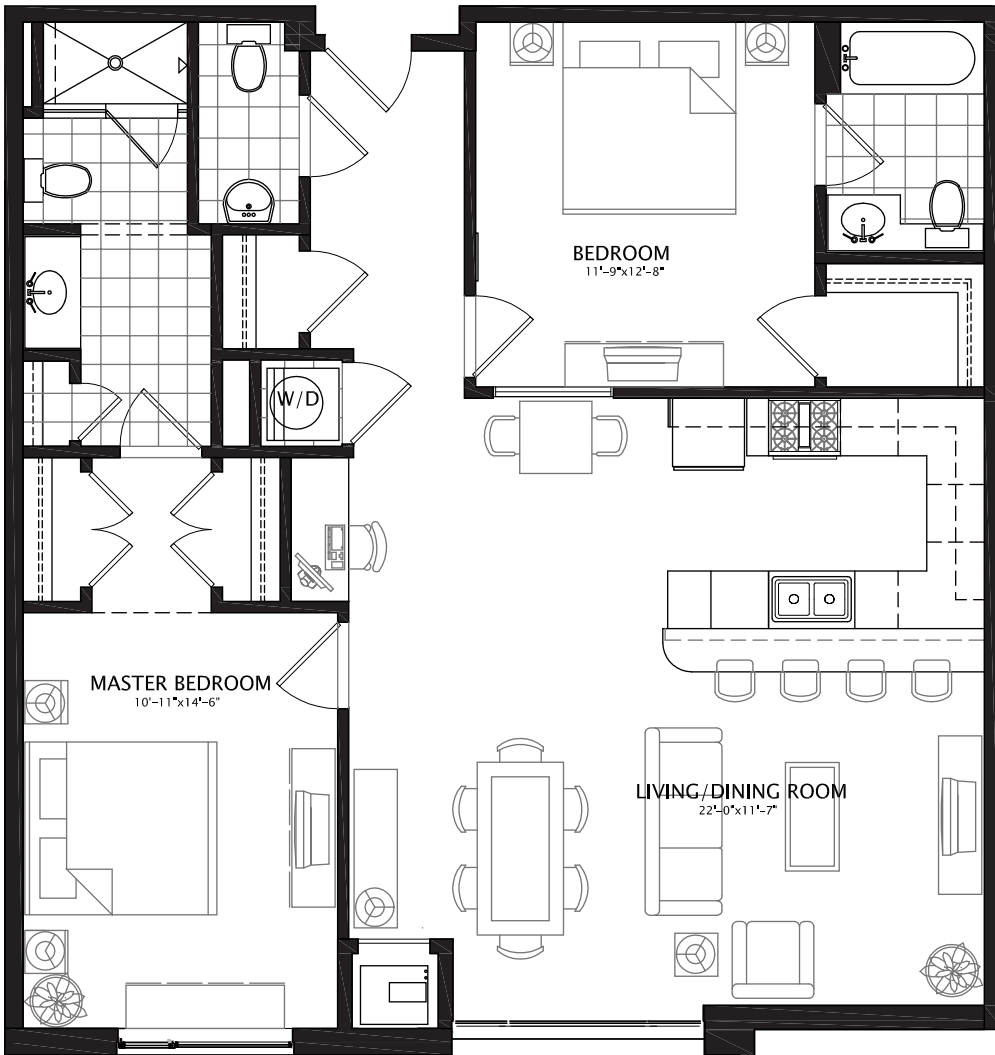 BEDROOM
11'-9"x12'-8"
W/D
MASTER BEDROOM
10'-11"x14'-6"
LIVING/DINING ROOM
22'-0"x11'-7"